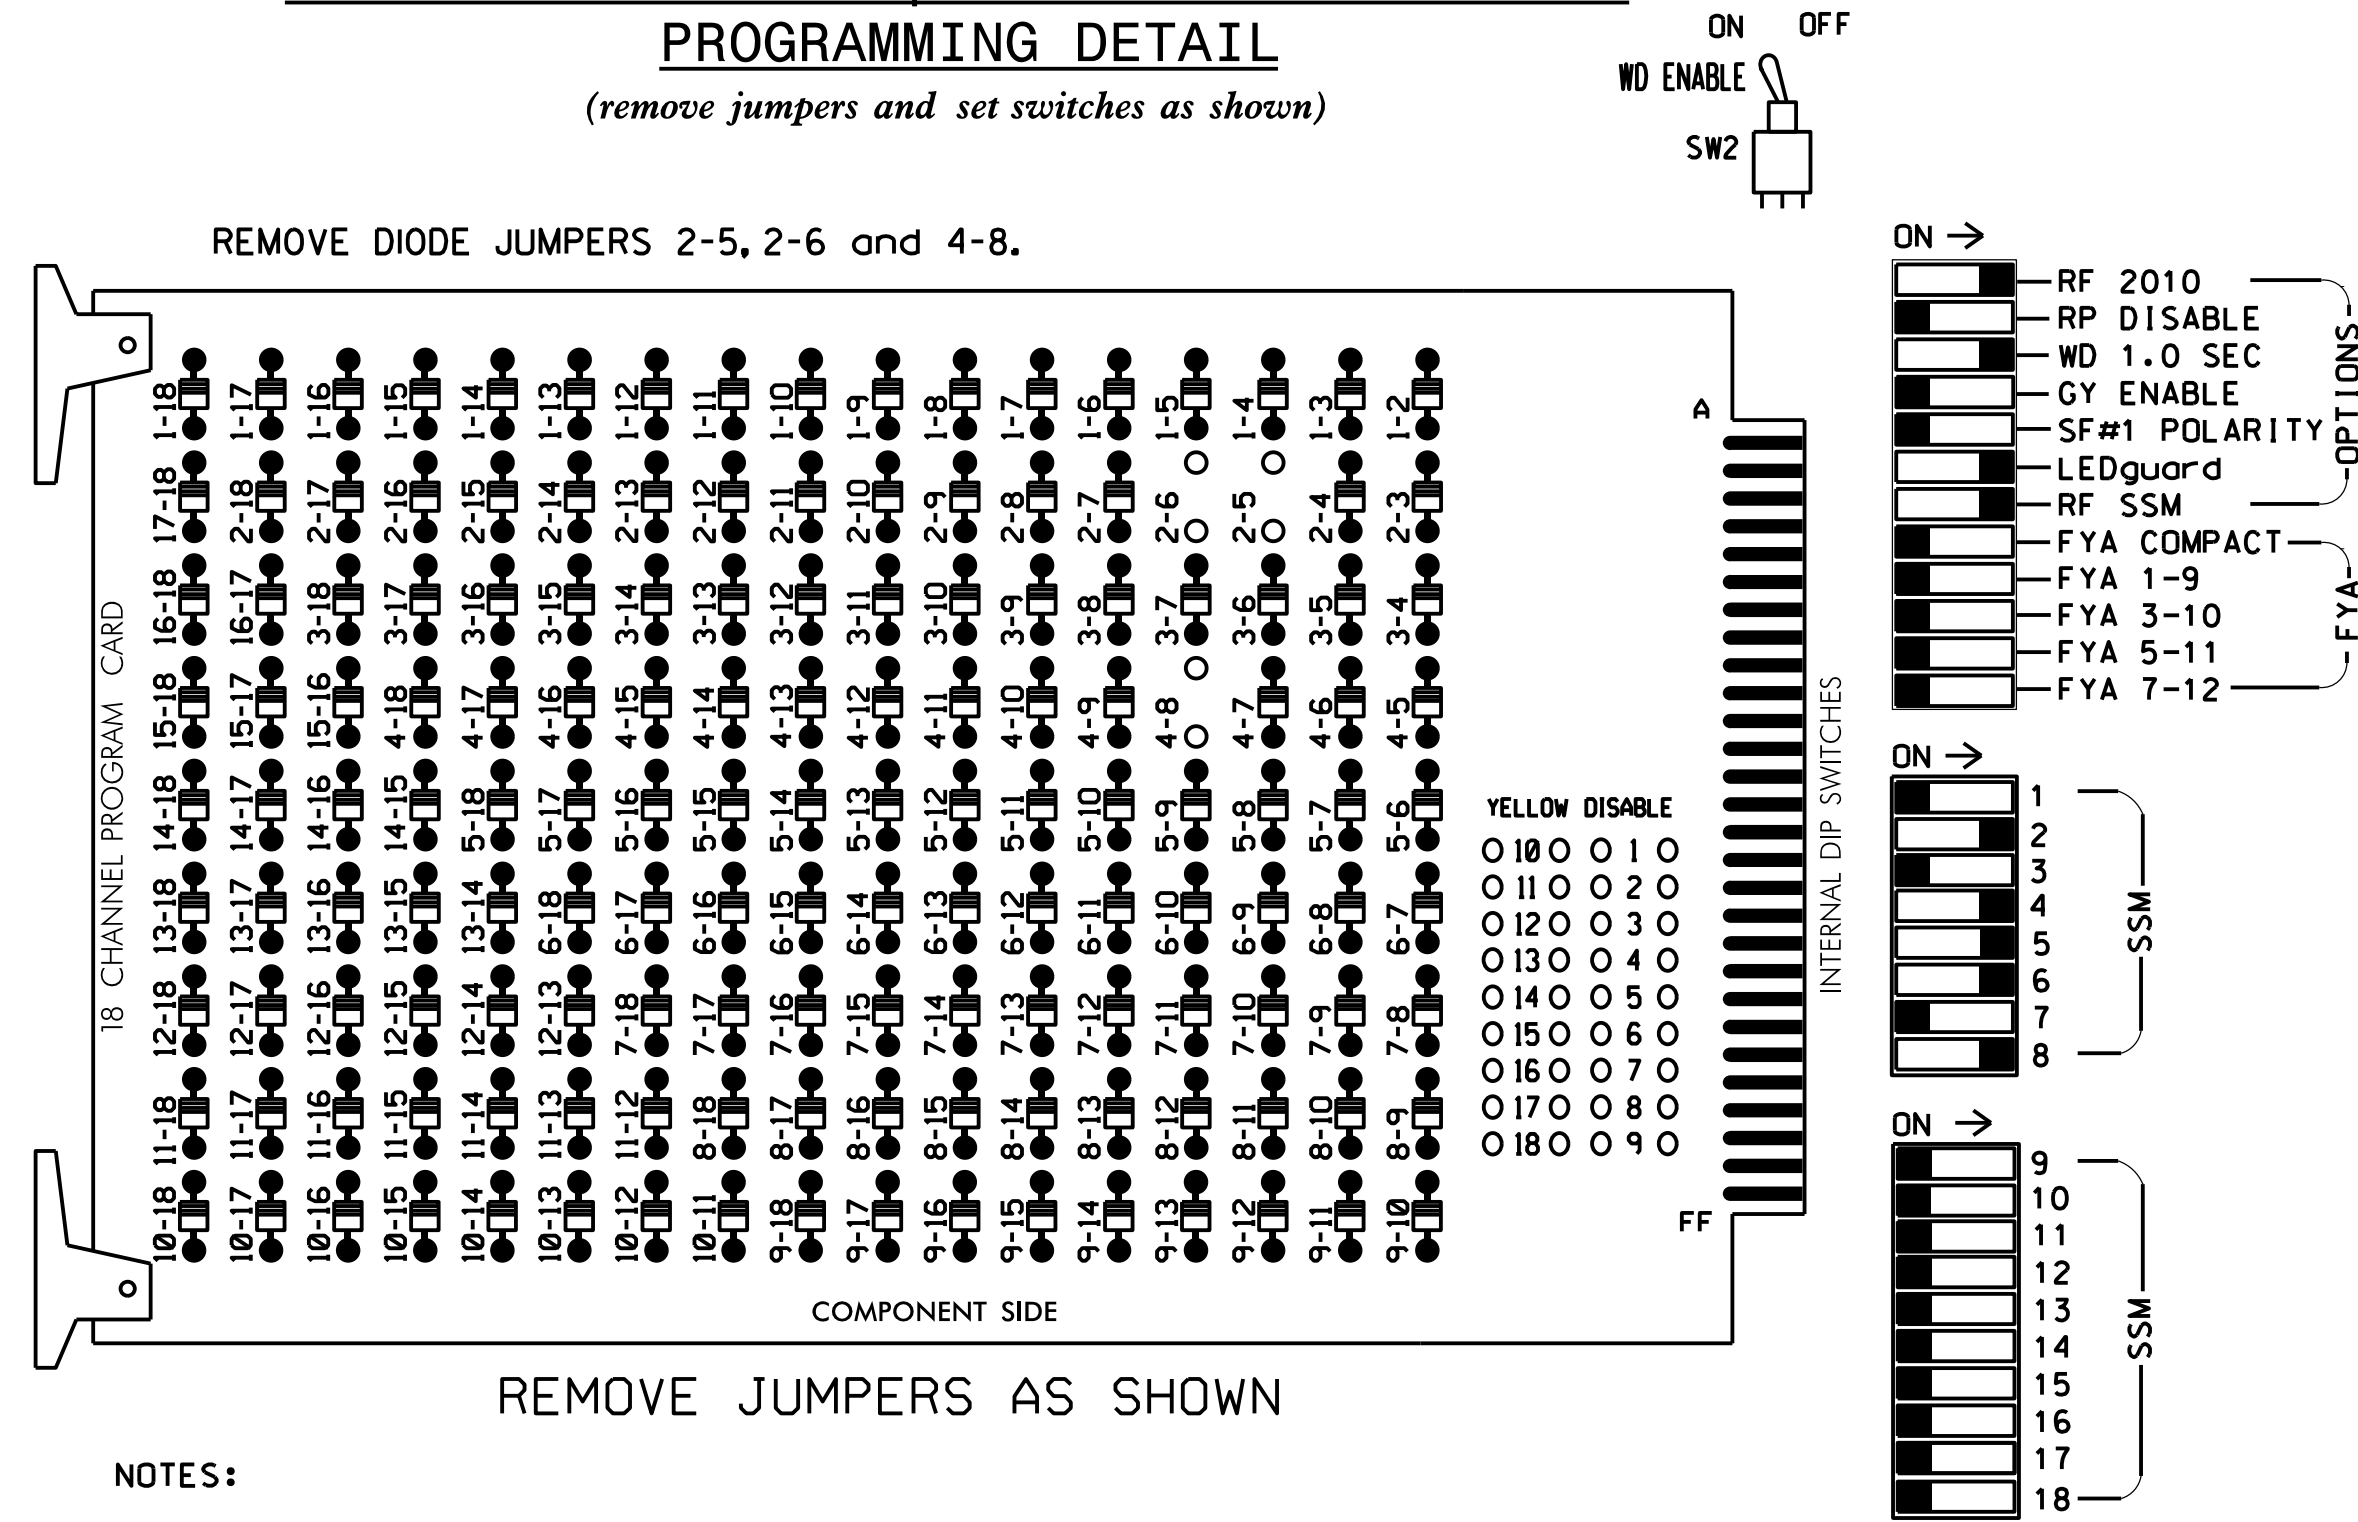 PROGRAMMING DETAIL
(remove jumpers and set switches as shown)
ON OFF
WD ENABLE
SW2
REMOVE DIODE JUMPERS 2-5, 2-6 and 4-8.
1-18 1-17 1-16 1-15 1-14 1-13 1-12 1-11 1-10 1-9 1-8 1-7 1-6 1-5 1-4 1-3 1-2
17-18 2-18 2-17 2-16 2-15 2-14 2-13 2-12 2-11 2-10 2-9 2-8 2-7 2-6 2-5 2-4 2-3
16-18 16-17 3-18 3-17 3-16 3-15 3-14 3-13 3-12 3-11 3-10 3-9 3-8 3-7 3-6 3-5 3-4
15-18 15-17 15-16 4-18 4-17 4-16 4-15 4-14 4-13 4-12 4-11 4-10 4-9 4-8 4-7 4-6 4-5
14-18 14-17 14-16 14-15 5-18 5-17 5-16 5-15 5-14 5-13 5-12 5-11 5-10 5-9 5-8 5-7 5-6
13-18 13-17 13-16 13-15 13-14 6-18 6-17 6-16 6-15 6-14 6-13 6-12 6-11 6-10 6-9 6-8 6-7
12-18 12-17 12-16 12-15 12-14 12-13 7-18 7-17 7-16 7-15 7-14 7-13 7-12 7-11 7-10 7-9 7-8
11-18 11-17 11-16 11-15 11-14 11-13 11-12 8-18 8-17 8-16 8-15 8-14 8-13 8-12 8-11 8-10 8-9
10-18 10-17 10-16 10-15 10-14 10-13 10-12 10-11 9-18 9-17 9-16 9-15 9-14 9-13 9-12 9-11 9-10
18 CHANNEL PROGRAM CARD
COMPONENT SIDE
YELLOW DISABLE
10 1
11 2
12 3
13 4
14 5
15 6
16 7
17 8
18 9
A
FF
INTERNAL DIP SWITCHES
ON
RF 2010
RP DISABLE
WD 1.0 SEC
GY ENABLE
SF#1 POLARITY
LEDguard
RF SSM
OPTIONS
FYA COMPACT
FYA 1-9
FYA 3-10
FYA 5-11
FYA 7-12
FYA
ON
1
2
3
4
5
6
7
8
SSM
ON
9
10
11
12
13
14
15
16
17
18
SSM
REMOVE JUMPERS AS SHOWN
NOTES: